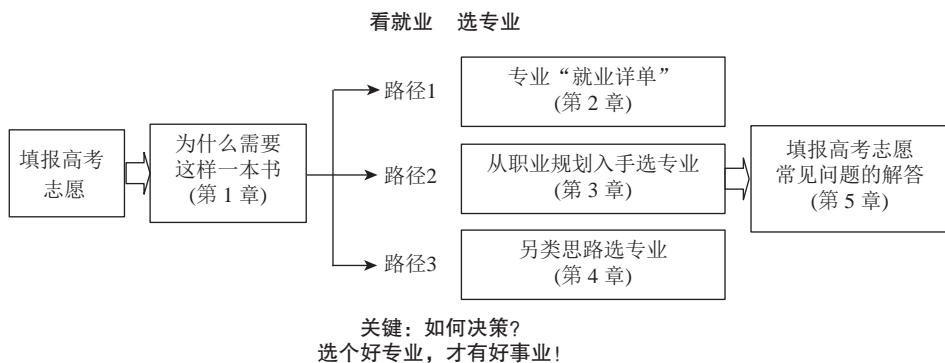 看就业 选专业
填报高考
志愿
为什么需要
这样一本书
(第 1 章)
路径1
专业“就业详单”
(第 2 章)
路径2
从职业规划入手选专业
(第 3 章)
路径3
另类思路选专业
(第 4 章)
填报高考志愿
常见问题的解答
(第 5 章)
关键：如何决策？
选个好专业，才有好事业！